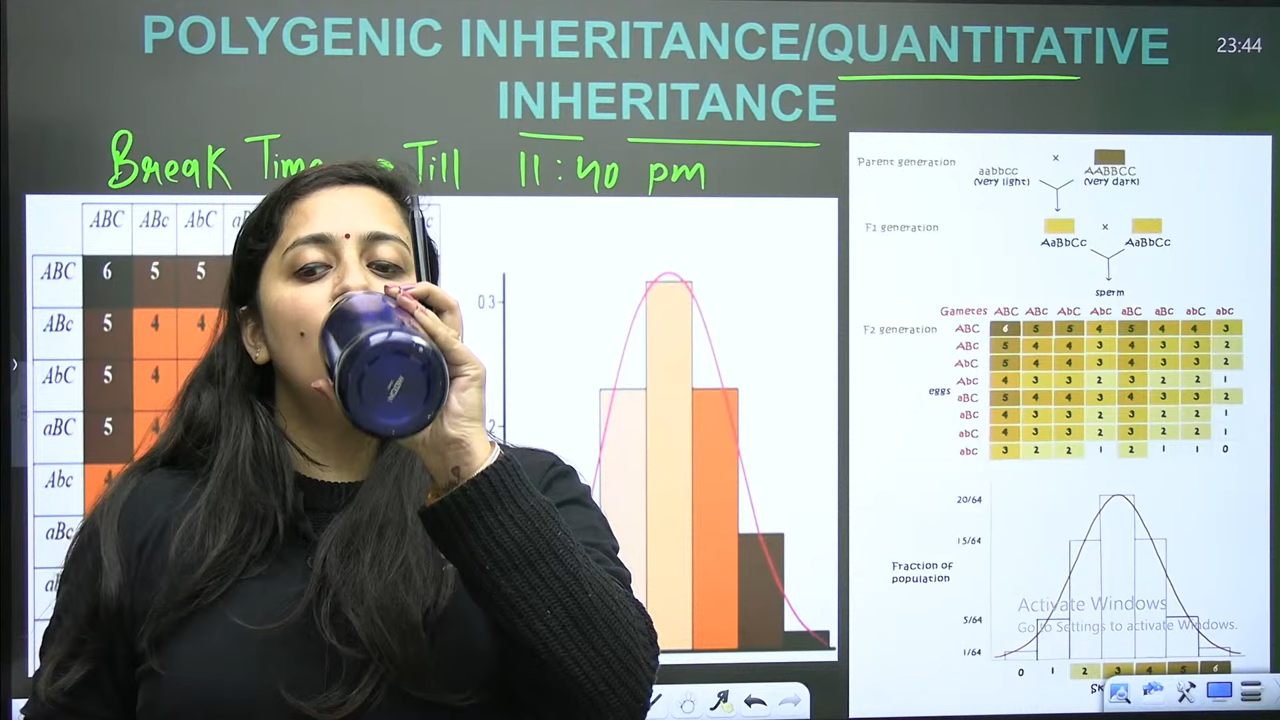 POLYGENIC INHERITANCE/QUANTITATIVE
INHERITANCE
23:44
Break Time Till 11:40 pm
ABC ABc AbC
ABC 6 5 5
ABc 5 4 4
AbC 5 4
aBC 5 4
Abc 4
aBc
0.3
Parent generation
x
aabbcc AABBCC
(very light) (very dark)
F1 generation
x
AaBbCc AaBbCc
sperm
Gametes ABC ABc AbC Abc aBC aBc abC abc
F2 generation
ABC 6 5 5 4 5 4 4 3
ABc 5 4 4 3 4 3 3 2
AbC 5 4 4 3 4 3 3 2
Abc 4 3 3 2 3 2 2 1
eggs
aBC 5 4 4 3 4 3 3 2
aBc 4 3 3 2 3 2 2 1
abC 4 3 3 2 3 2 2 1
abc 3 2 2 1 2 1 1 0
20/64
15/64
Fraction of
population
5/64
1/64
0 1 2 3 4 5 6
Activate Windows
Go to Settings to activate Windows.